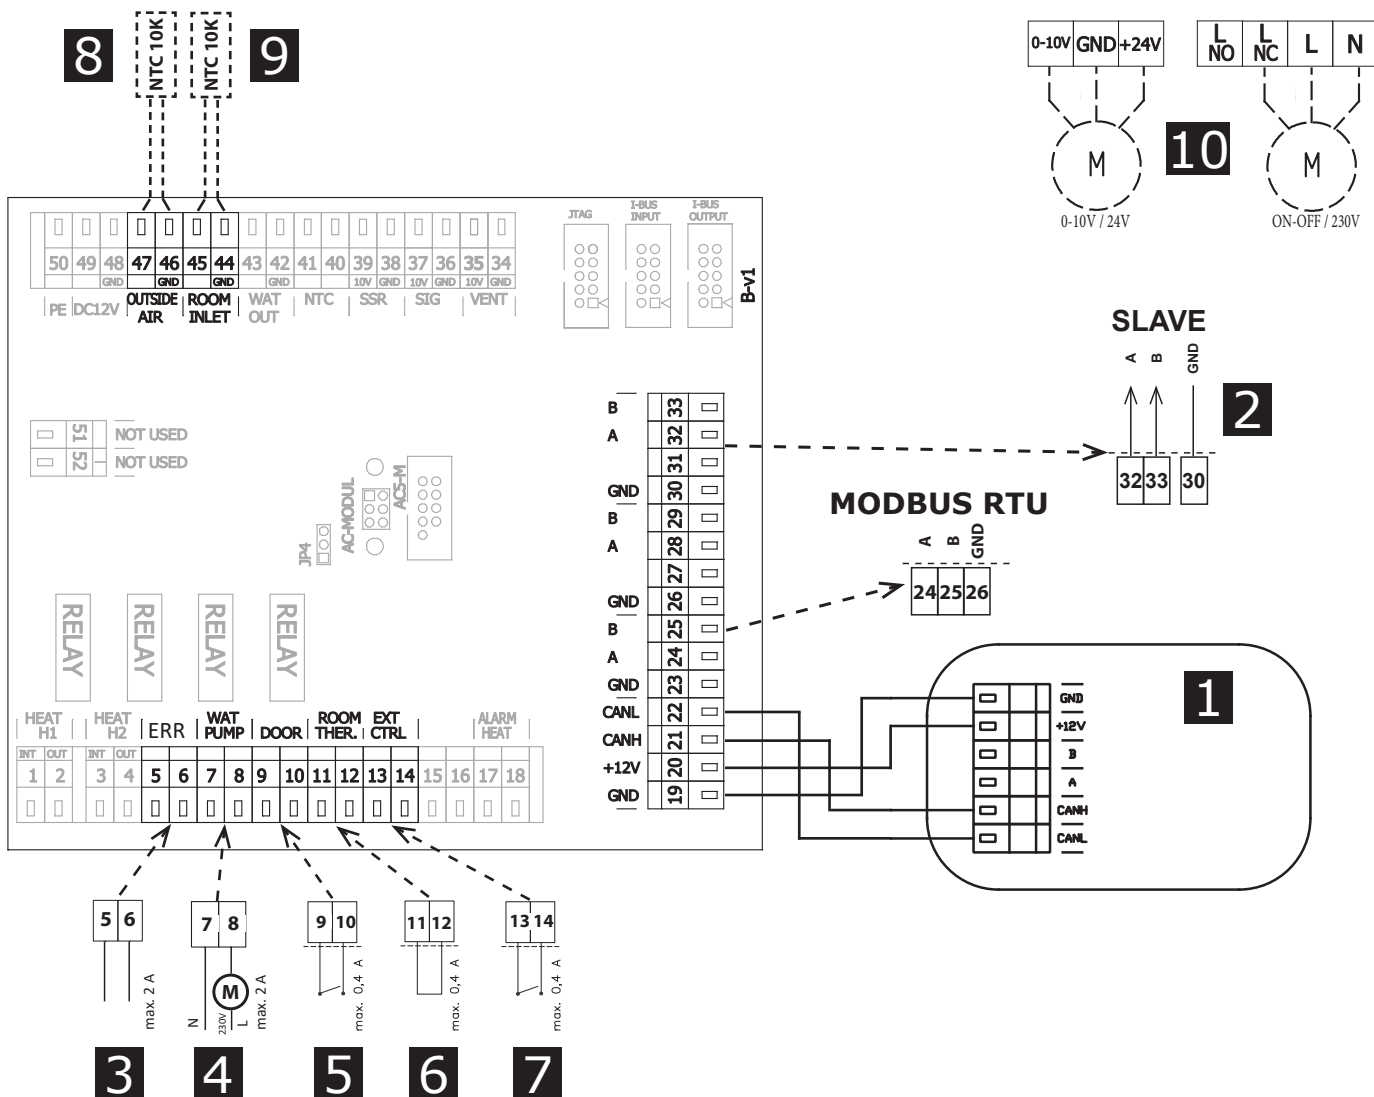 8
NTC 10K
NTC 10K
9
0-10V GND +24V
L NO
L NC
L
N
M
10
M
0-10V / 24V
ON-OFF / 230V
50 49 48 47 46 45 44 43 42 41 40 39 38 37 36 35 34
GND GND GND GND 10V GND 10V GND 10V GND
PE DC12V OUTSIDE AIR ROOM INLET WAT OUT NTC SSR SIG VENT
JTAG
I-BUS INPUT
I-BUS OUTPUT
B-v1
SLAVE
A B GND
2
32 33 30
51 NOT USED
52 NOT USED
JP4
AC-MODUL
ACS-M
B 33
A 32
31
GND 30
B 29
A 28
27
GND 26
B 25
A 24
GND 23
CANL 22
CANH 21
+12V 20
GND 19
MODBUS RTU
A B GND
24 25 26
1
GND
+12V
B
A
CANH
CANL
RELAY
RELAY
RELAY
RELAY
HEAT H1
HEAT H2
ERR
WAT PUMP
DOOR
ROOM THER.
EXT CTRL
ALARM HEAT
INT OUT INT OUT
1 2 3 4 5 6 7 8 9 10 11 12 13 14 15 16 17 18
5 6
max. 2 A
3
7 8
M
N 230V L
max. 2 A
4
9 10
max. 0,4 A
5
11 12
max. 0,4 A
6
13 14
max. 0,4 A
7